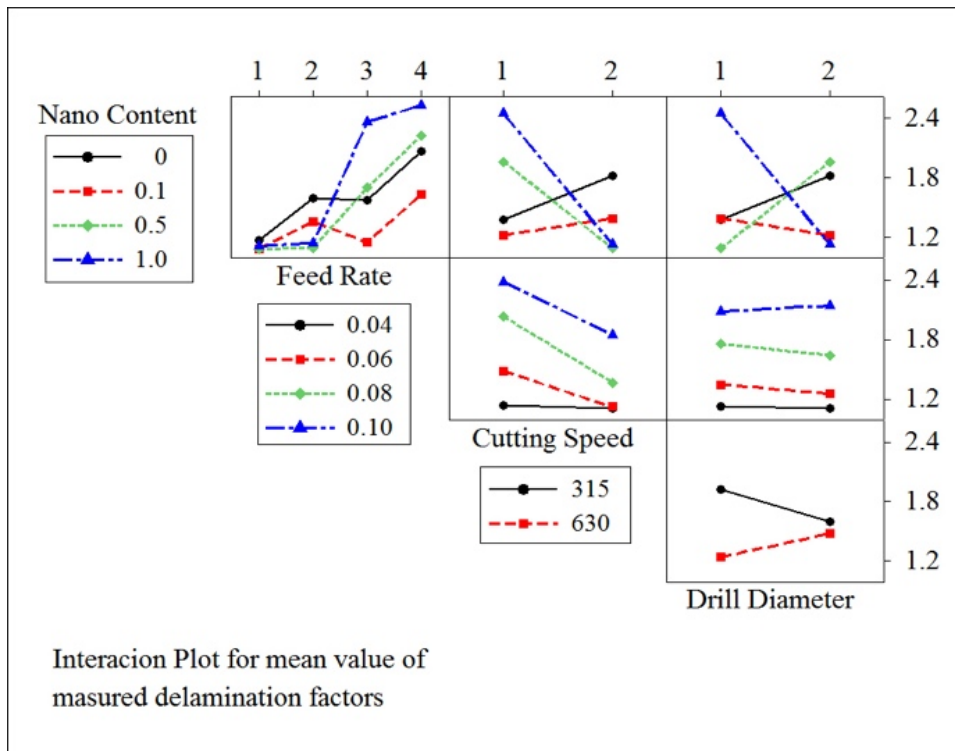 1 2 3 4 1 2 1 2
Nano Content
0
0.1
0.5
1.0
2.4
1.8
1.2
Feed Rate
0.04
0.06
0.08
0.10
2.4
1.8
1.2
Cutting Speed
315
630
2.4
1.8
1.2
Drill Diameter
Interacion Plot for mean value of
masured delamination factors